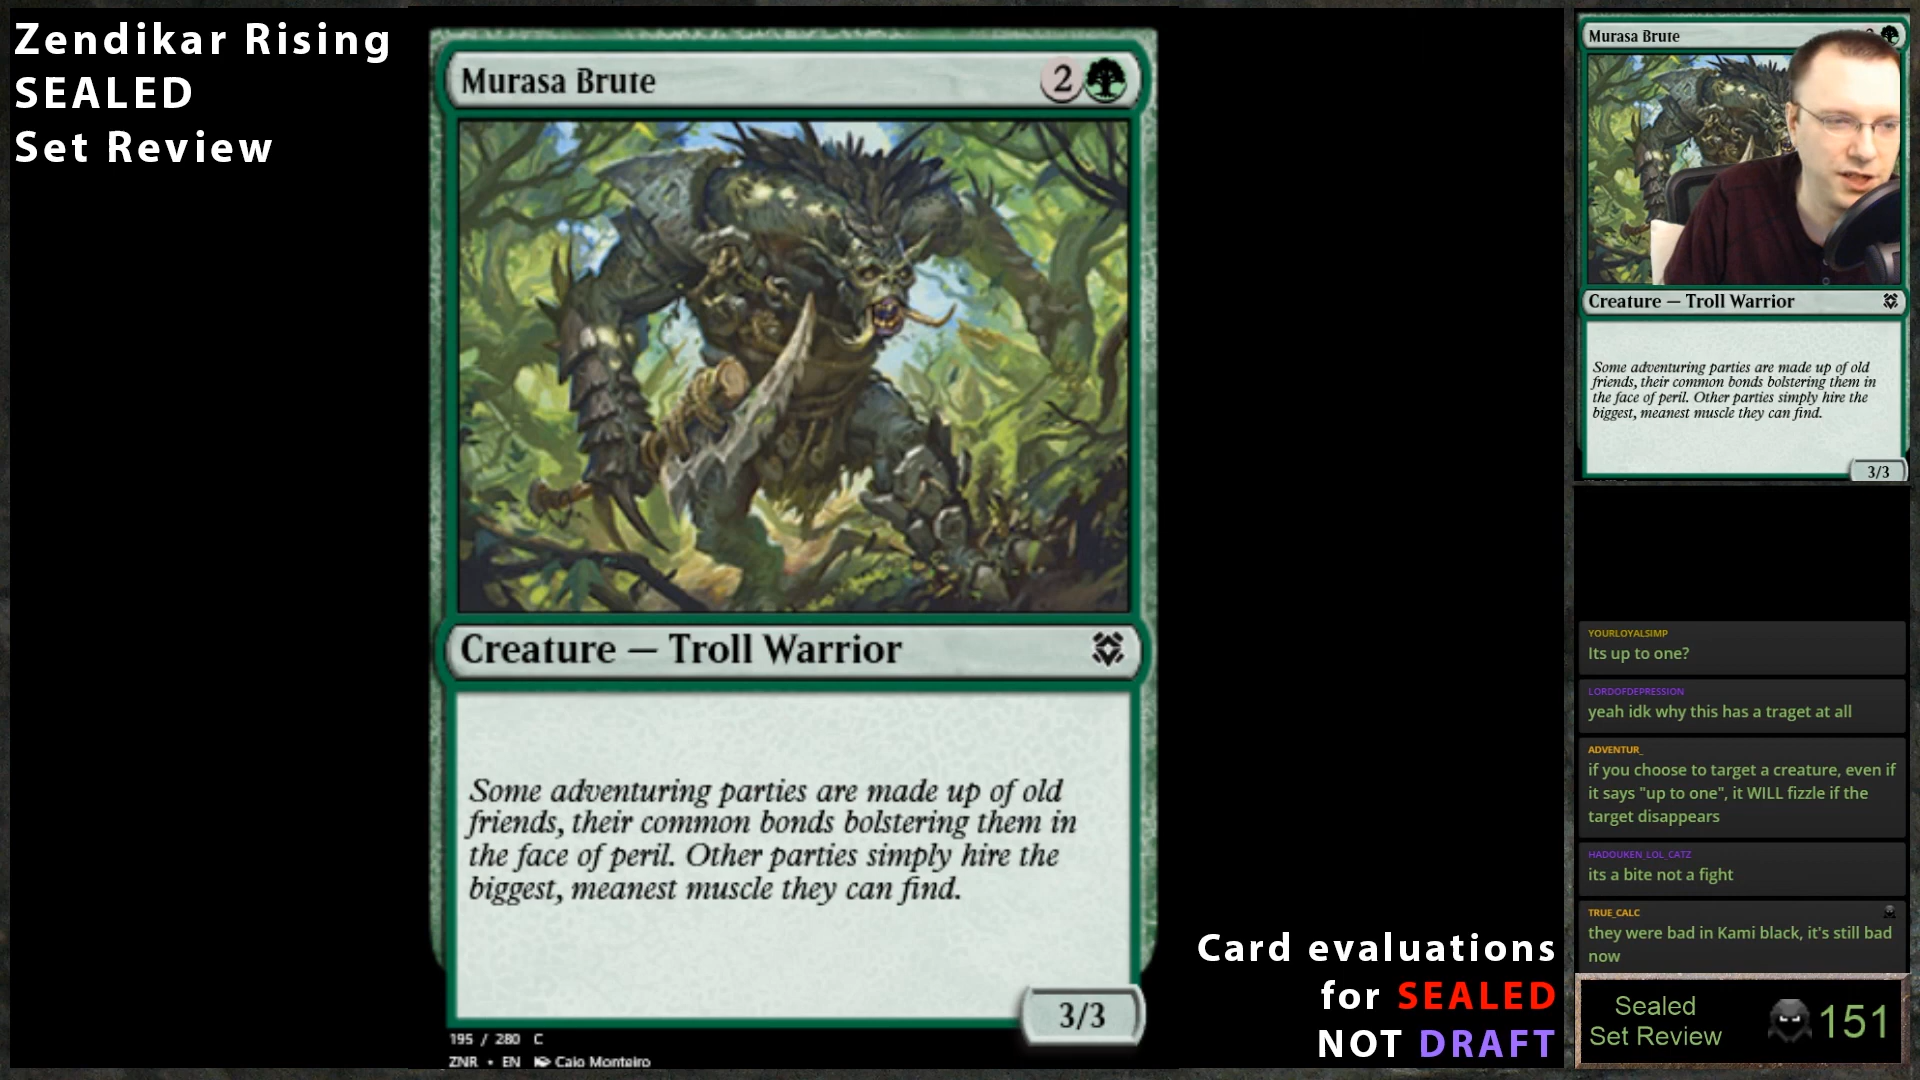 Zendikar Rising
SEALED
Set Review
Murasa Brute
2
Creature — Troll Warrior
Some adventuring parties are made up of old
friends, their common bonds bolstering them in
the face of peril. Other parties simply hire the
biggest, meanest muscle they can find.
3/3
195 / 280 C
ZNR • EN Caio Monteiro
Card evaluations
for SEALED
NOT DRAFT
Murasa Brute
Creature — Troll Warrior
Some adventuring parties are made up of old
friends, their common bonds bolstering them in
the face of peril. Other parties simply hire the
biggest, meanest muscle they can find.
3/3
YOURLOYALSIMP
Its up to one?
LORDOFDEPRESSION
yeah idk why this has a traget at all
ADVENTUR_
if you choose to target a creature, even if
it says "up to one", it WILL fizzle if the
target disappears
HADOUKEN_LOL_CATZ
its a bite not a fight
TRUE_CALC
they were bad in Kami black, it's still bad
now
Sealed
Set Review
151